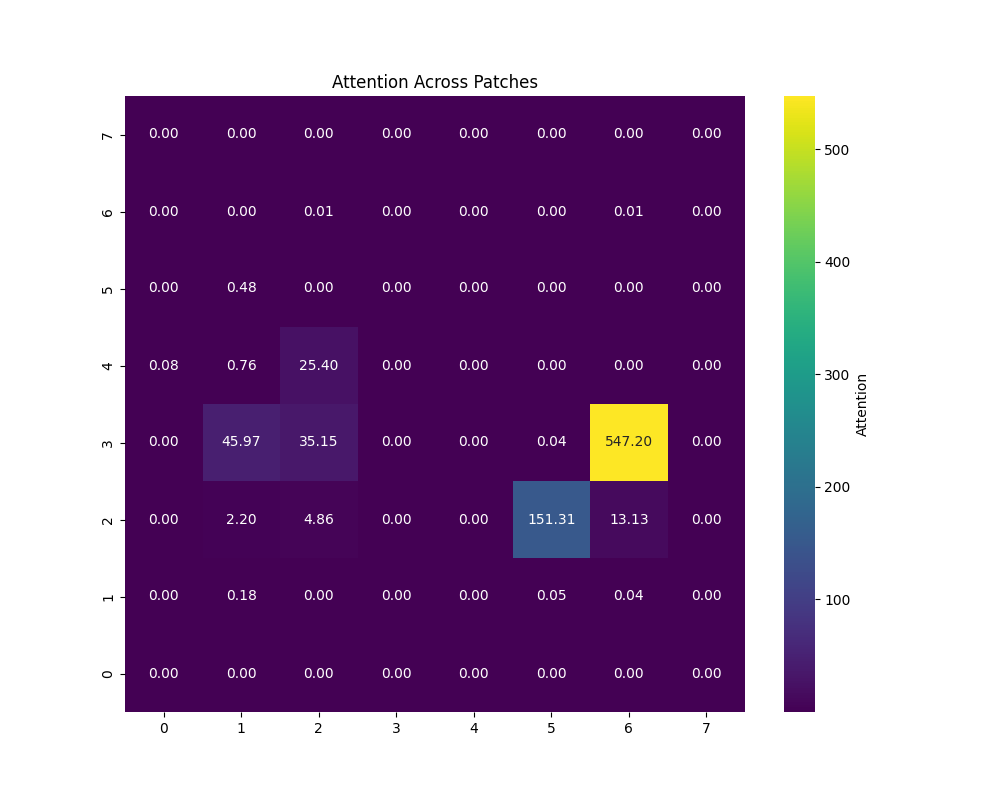 Attention Across Patches
7 0.00 0.00 0.00 0.00 0.00 0.00 0.00 0.00
6 0.00 0.00 0.01 0.00 0.00 0.00 0.01 0.00
5 0.00 0.48 0.00 0.00 0.00 0.00 0.00 0.00
4 0.08 0.76 25.40 0.00 0.00 0.00 0.00 0.00
3 0.00 45.97 35.15 0.00 0.00 0.04 547.20 0.00
2 0.00 2.20 4.86 0.00 0.00 151.31 13.13 0.00
1 0.00 0.18 0.00 0.00 0.00 0.05 0.04 0.00
0 0.00 0.00 0.00 0.00 0.00 0.00 0.00 0.00
0 1 2 3 4 5 6 7
500
400
300
200
100
Attention